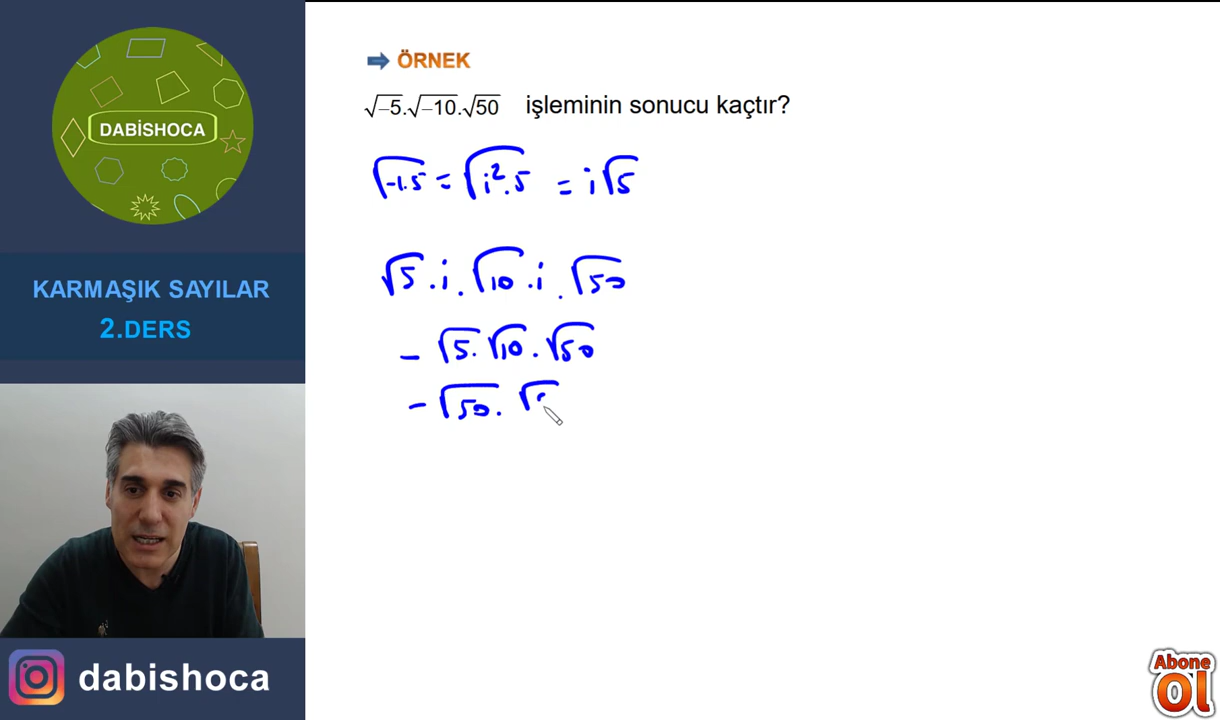 DABİSHOCA
KARMAŞIK SAYILAR
2.DERS
dabishoca
ÖRNEK
√-5.√-10.√50 işleminin sonucu kaçtır?
√-1.5 = √i².5 = i√5
√5.i.√10.i.√50
-√5.√10.√50
-√50.√
Abone
Ol